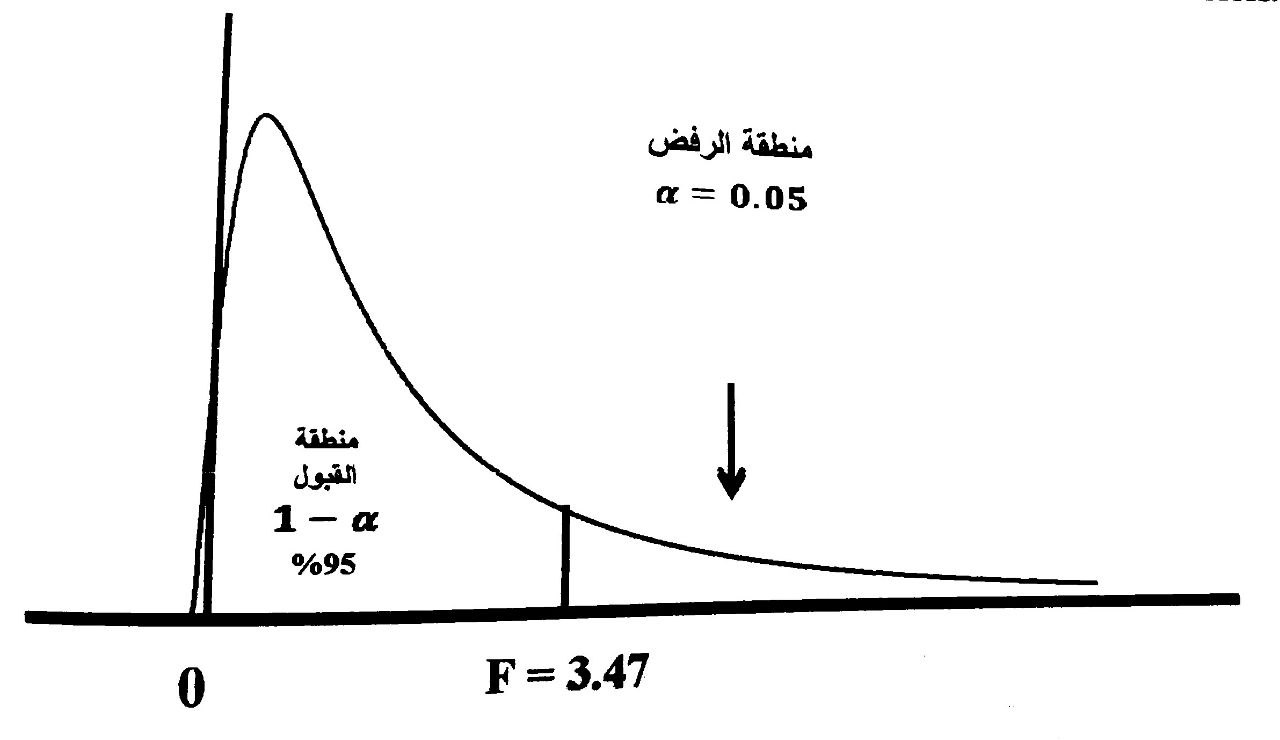 منطقة الرفض
α = 0.05
منطقة
القبول
1 − α
%95
0
F = 3.47